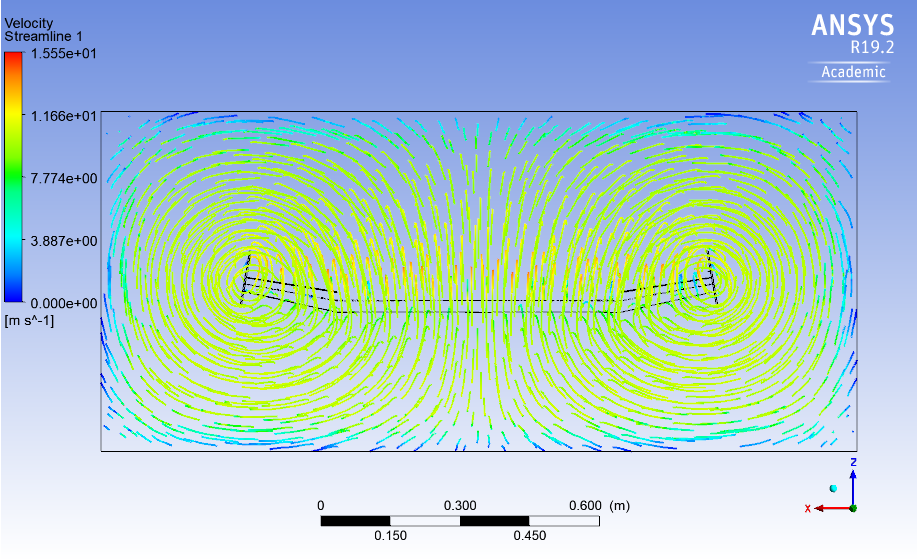 Velocity
Streamline 1
1.555e+01
1.166e+01
7.774e+00
3.887e+00
0.000e+00
[m s^-1]
ANSYS
R19.2
Academic
0 0.300 0.600 (m)
0.150 0.450
Z
X